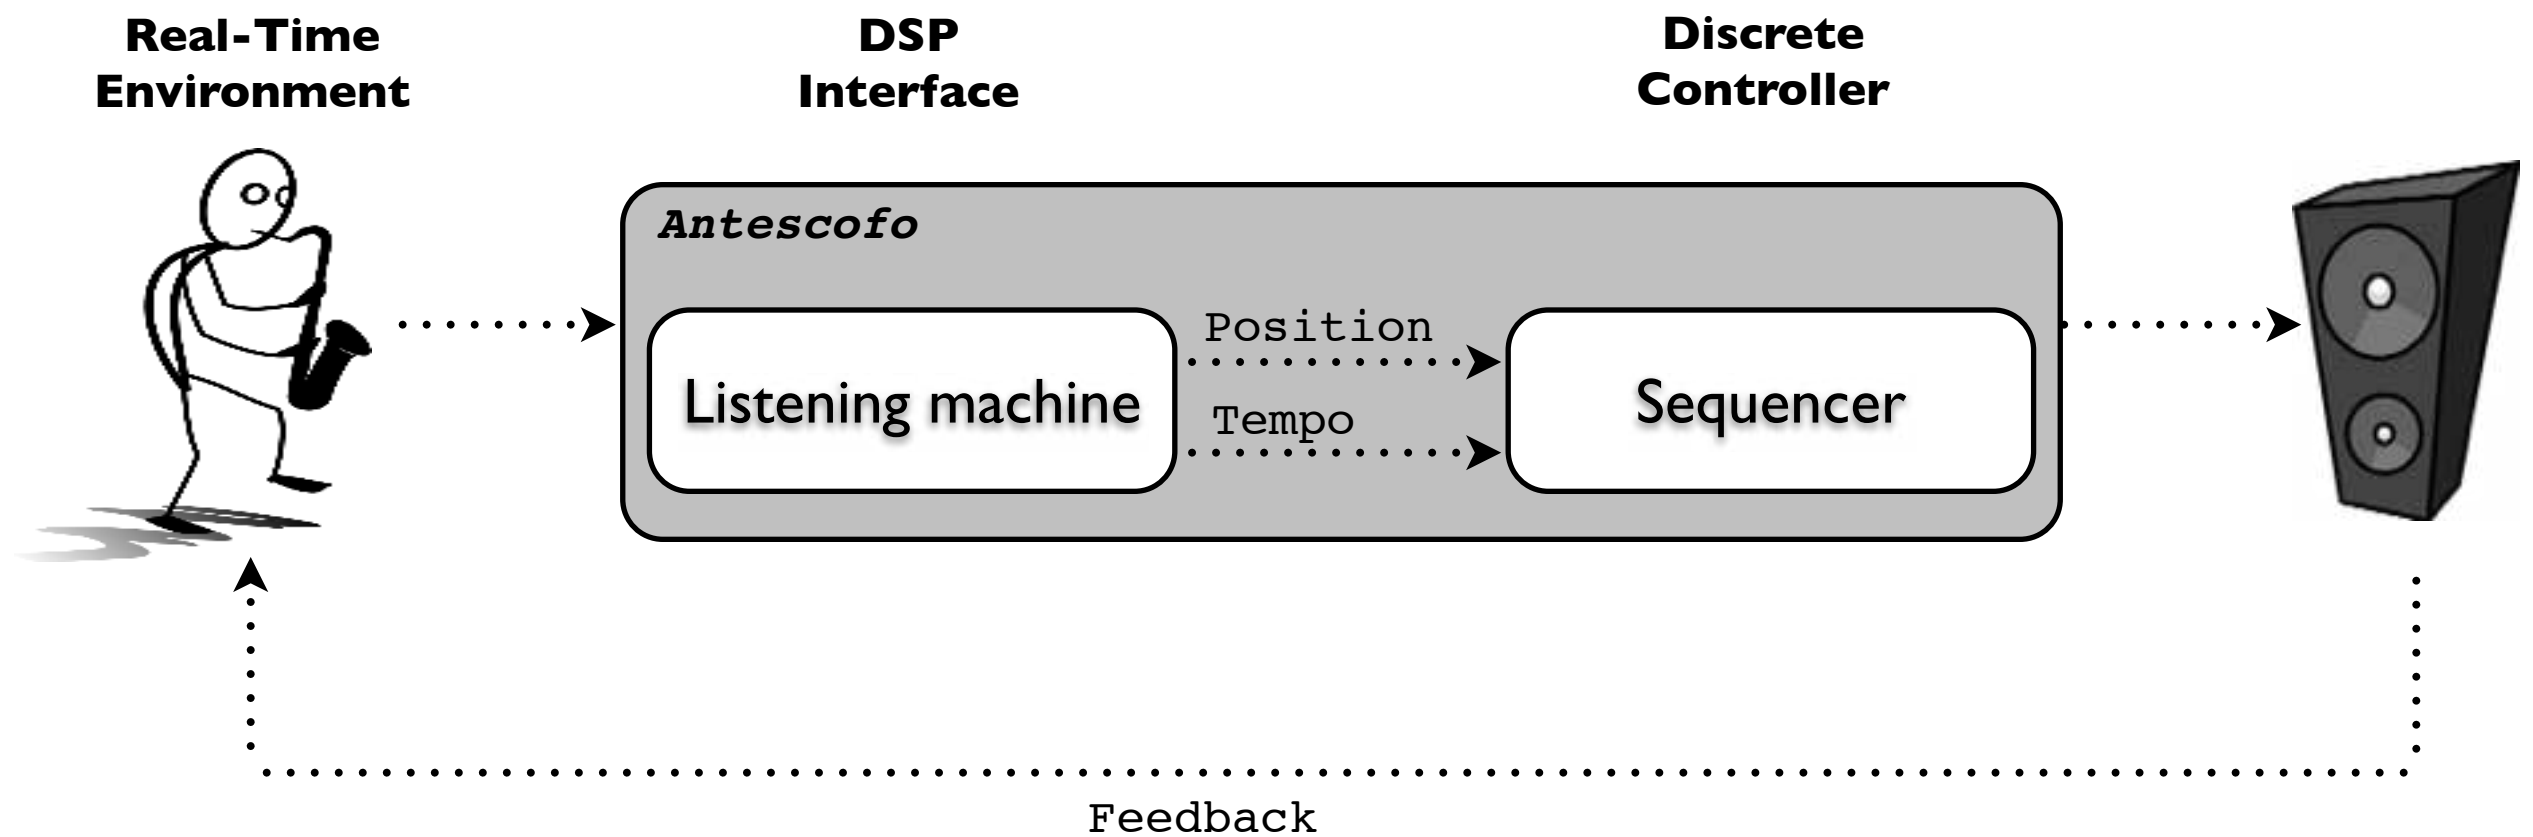 Real-Time
Environment
DSP
Interface
Discrete
Controller
Antescofo
Listening machine
Position
Tempo
Sequencer
Feedback